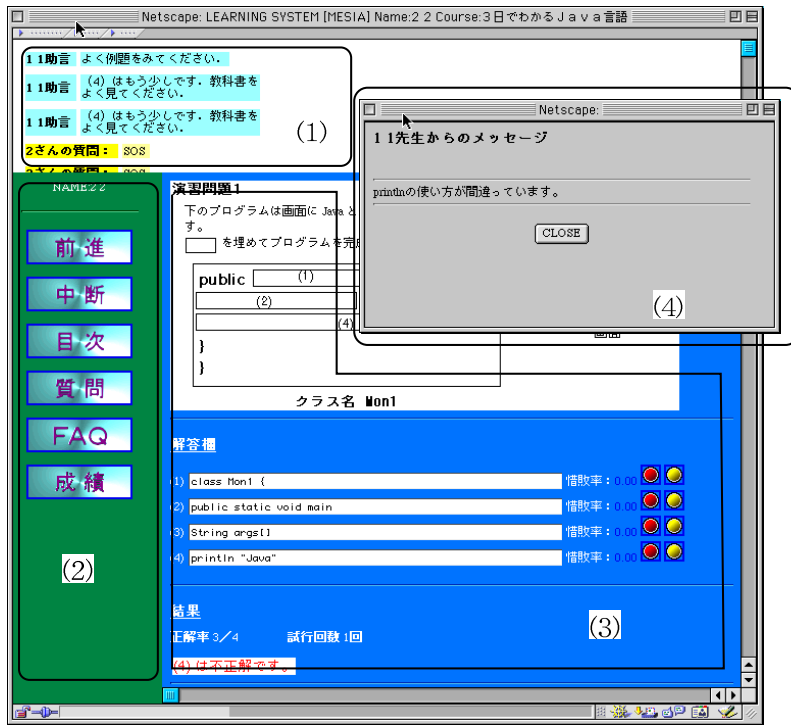 Netscape: LEARNING SYSTEM [MESIA] Name:2 2 Course:3日でわかるＪａｖａ言語
1 1助言 よく例題をみてください.
1 1助言 (4) はもう少しです. 教科書を
よく見てください.
1 1助言 (4) はもう少しです. 教科書を
よく見てください.
(1)
2さんの質問： SOS
2さんの質問： SOS
Netscape:
1 1先生からのメッセージ
printlnの使い方が間違っています。
CLOSE
(4)
NAME22
前進
中断
目次
質問
FAQ
成績
(2)
演習問題1
下のプログラムは画面に Java と
す。
を埋めてプログラムを完
public (1)
(2)
(4)
}
}
画面
クラス名 Mon1
解答欄
(1) class Mon1 { 惜敗率：0.00
(2) public static void main 惜敗率：0.00
(3) String args[] 惜敗率：0.00
(4) println "Java" 惜敗率：0.00
結果
正解率 3／4 試行回数 1回
(4) は不正解です。
(3)